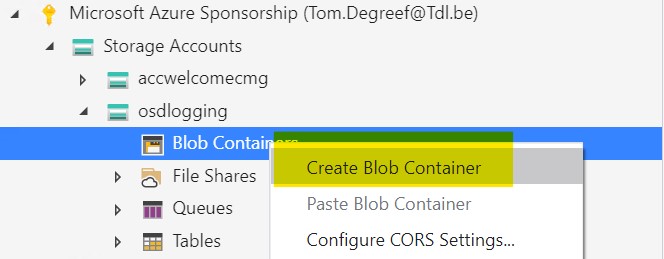 Microsoft Azure Sponsorship (Tom.Degreef@Tdl.be)
Storage Accounts
accwelcomecmg
osdlogging
Blob Containers
Create Blob Container
File Shares
Paste Blob Container
Queues
Configure CORS Settings...
Tables